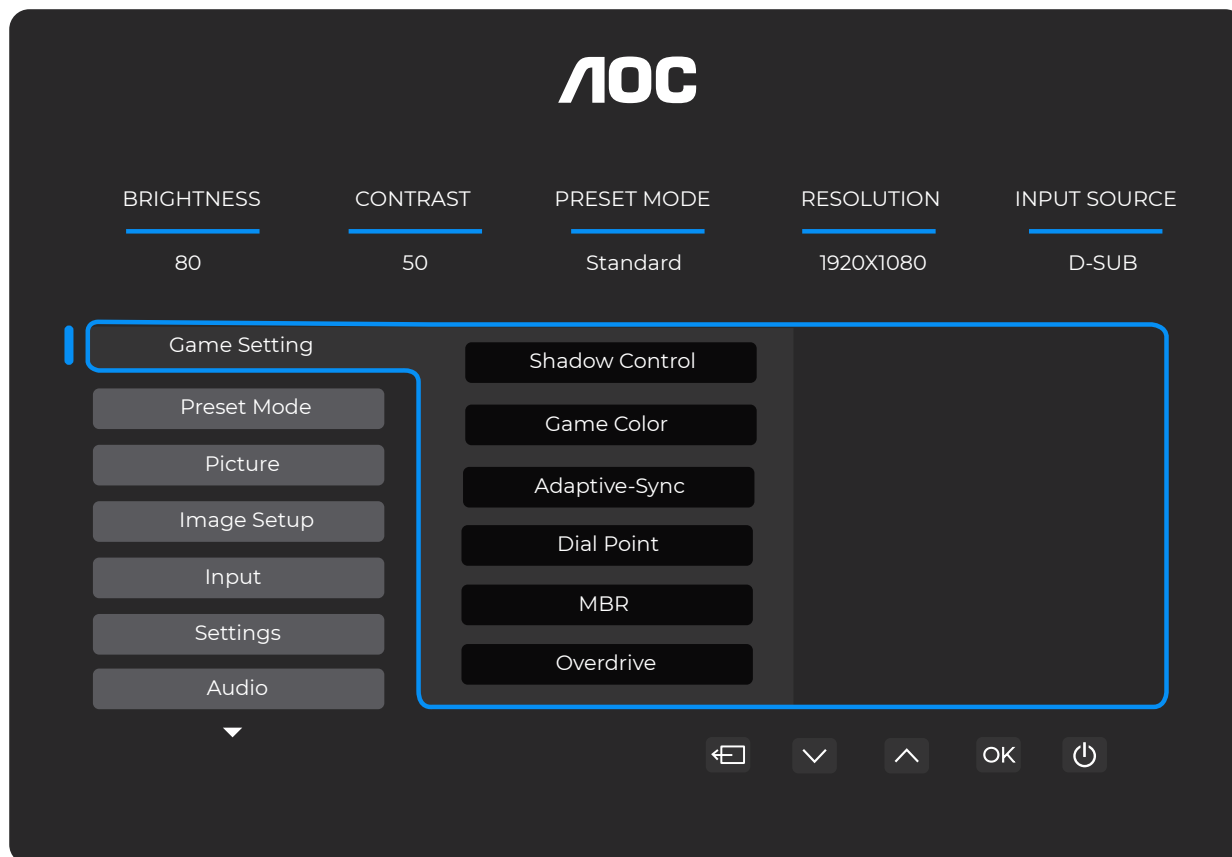 AOC
BRIGHTNESS CONTRAST PRESET MODE RESOLUTION INPUT SOURCE
80 50 Standard 1920X1080 D-SUB
Game Setting
Preset Mode
Picture
Image Setup
Input
Settings
Audio
Shadow Control
Game Color
Adaptive-Sync
Dial Point
MBR
Overdrive
OK